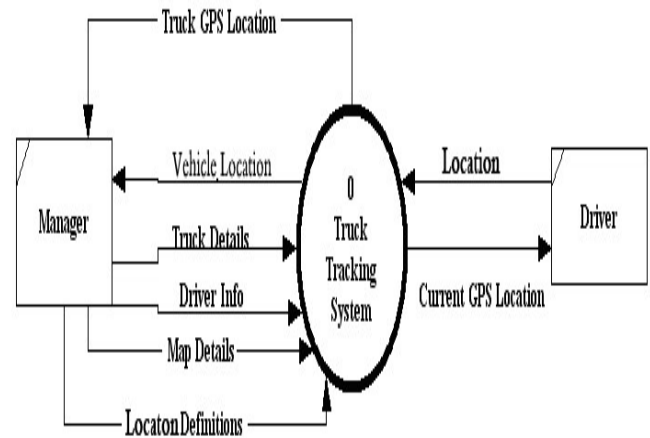 Truck GPS Location
Vehicle Location
Location
0
Truck
Tracking
System
Manager
Driver
Truck Details
Driver Info
Current GPS Location
Map Details
Locaton Definitions